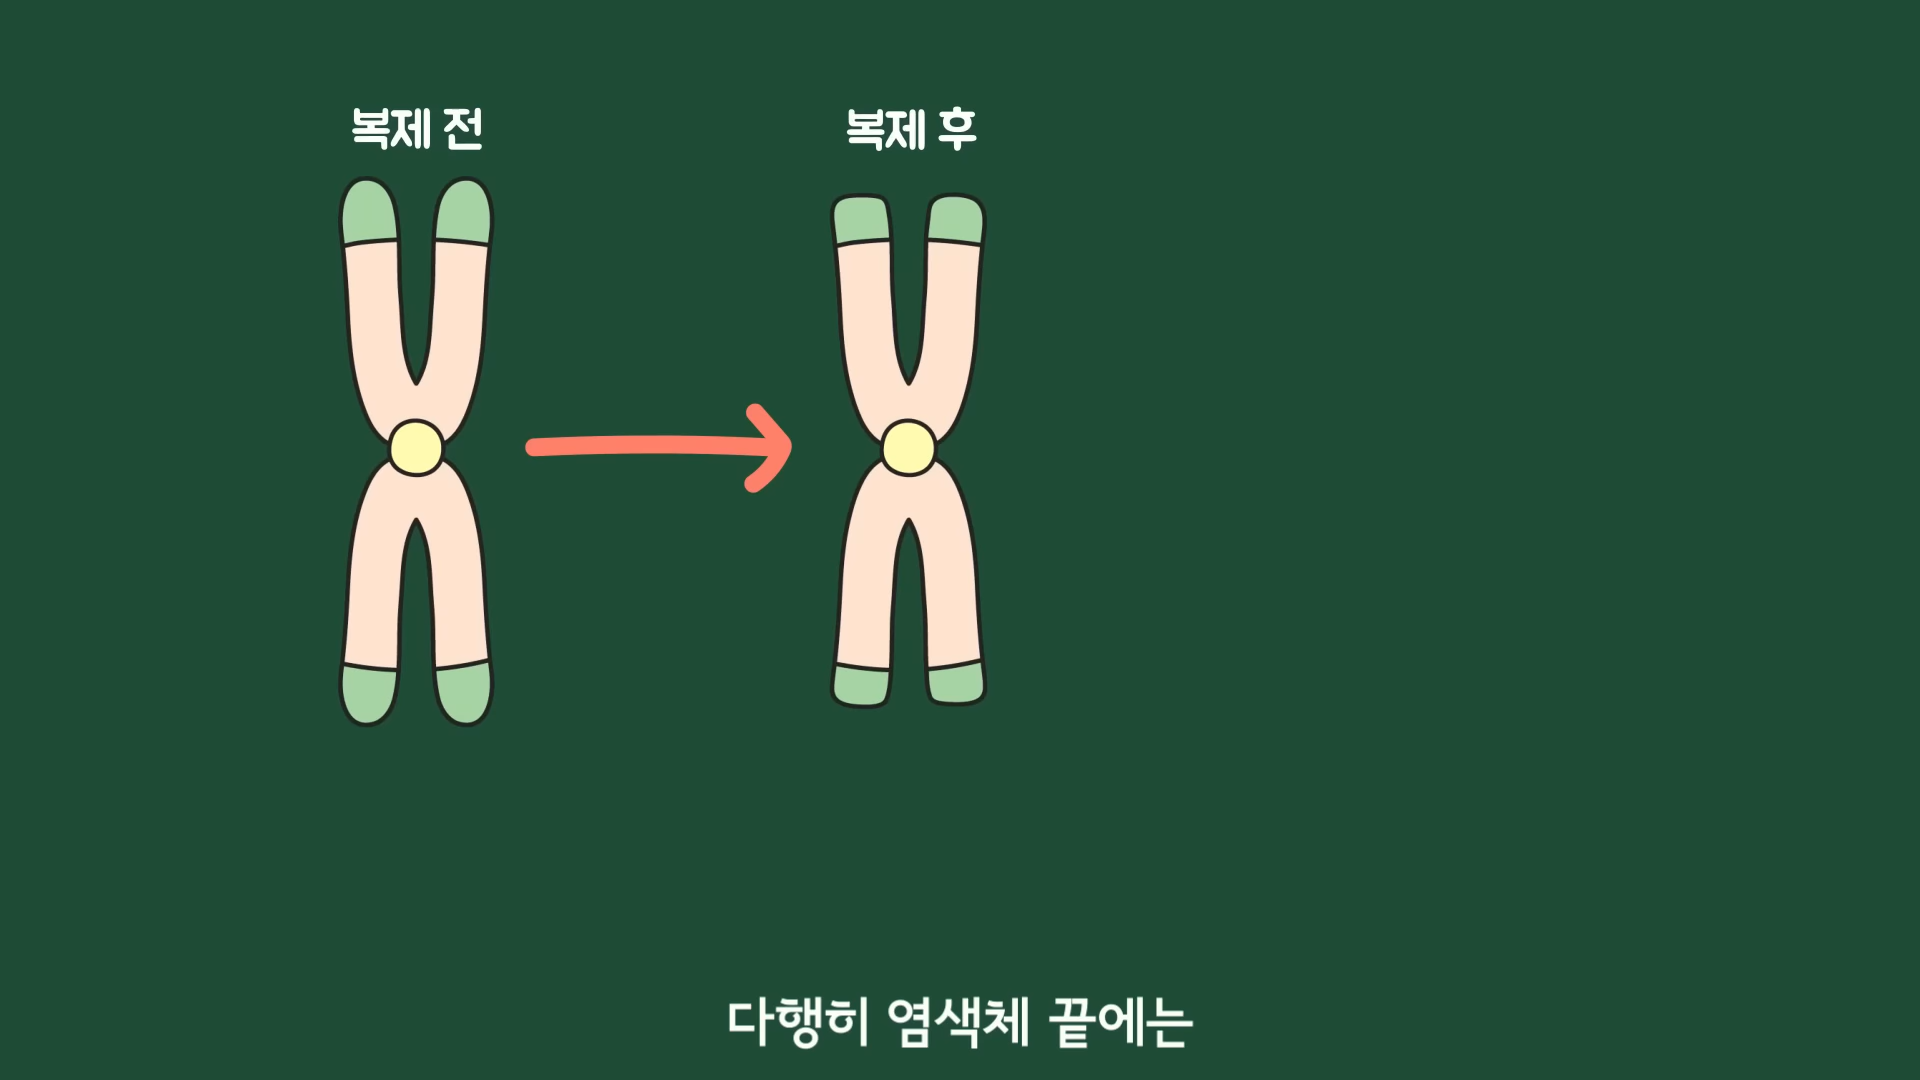 복제 전
복제 후
다행히 염색체 끝에는